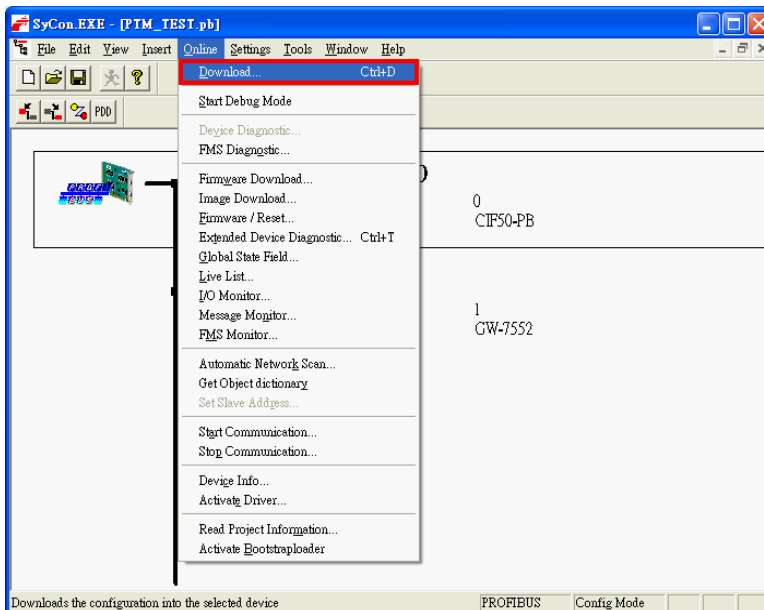 SyCon.EXE - [PTM_TEST.pb]
File Edit View Insert Online Settings Tools Window Help
Download... Ctrl+D
Start Debug Mode
PDD
Device Diagnostic...
FMS Diagnostic...
Firmware Download...
Image Download...
Firmware / Reset...
Extended Device Diagnostic... Ctrl+T
Global State Field...
Live List...
I/O Monitor...
Message Monitor...
FMS Monitor...
Automatic Network Scan...
Get Object dictionary
Set Slave Address...
Start Communication...
Stop Communication...
Device Info...
Activate Driver...
Read Project Information...
Activate Bootstraploader
0
CIF50-PB
1
GW-7552
Downloads the configuration into the selected device PROFIBUS Config Mode